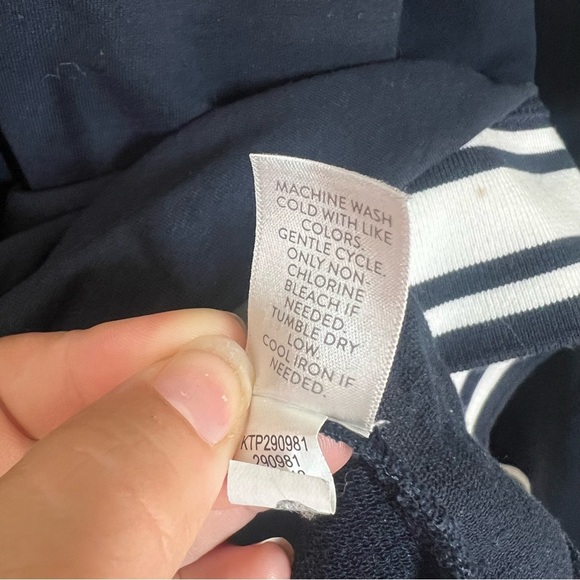 MACHINE WASH
COLD WITH LIKE
COLORS.
GENTLE CYCLE.
ONLY NON-
CHLORINE
BLEACH IF
NEEDED.
TUMBLE DRY
LOW.
COOL IRON IF
NEEDED.
KTP290981
290981